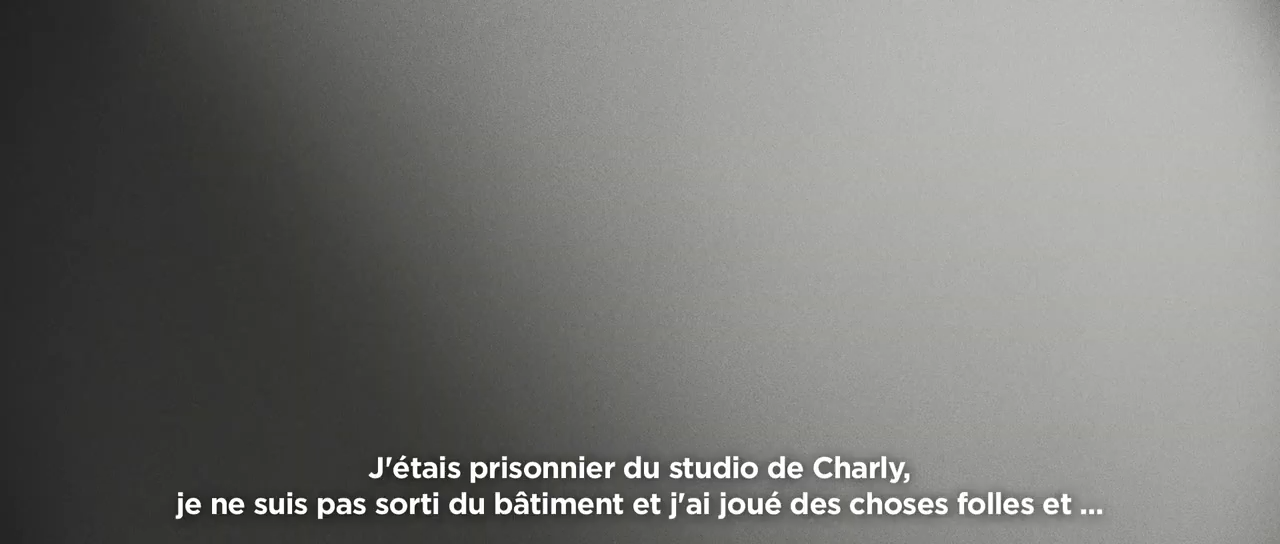 J'étais prisonnier du studio de Charly,
je ne suis pas sorti du bâtiment et j'ai joué des choses folles et ...